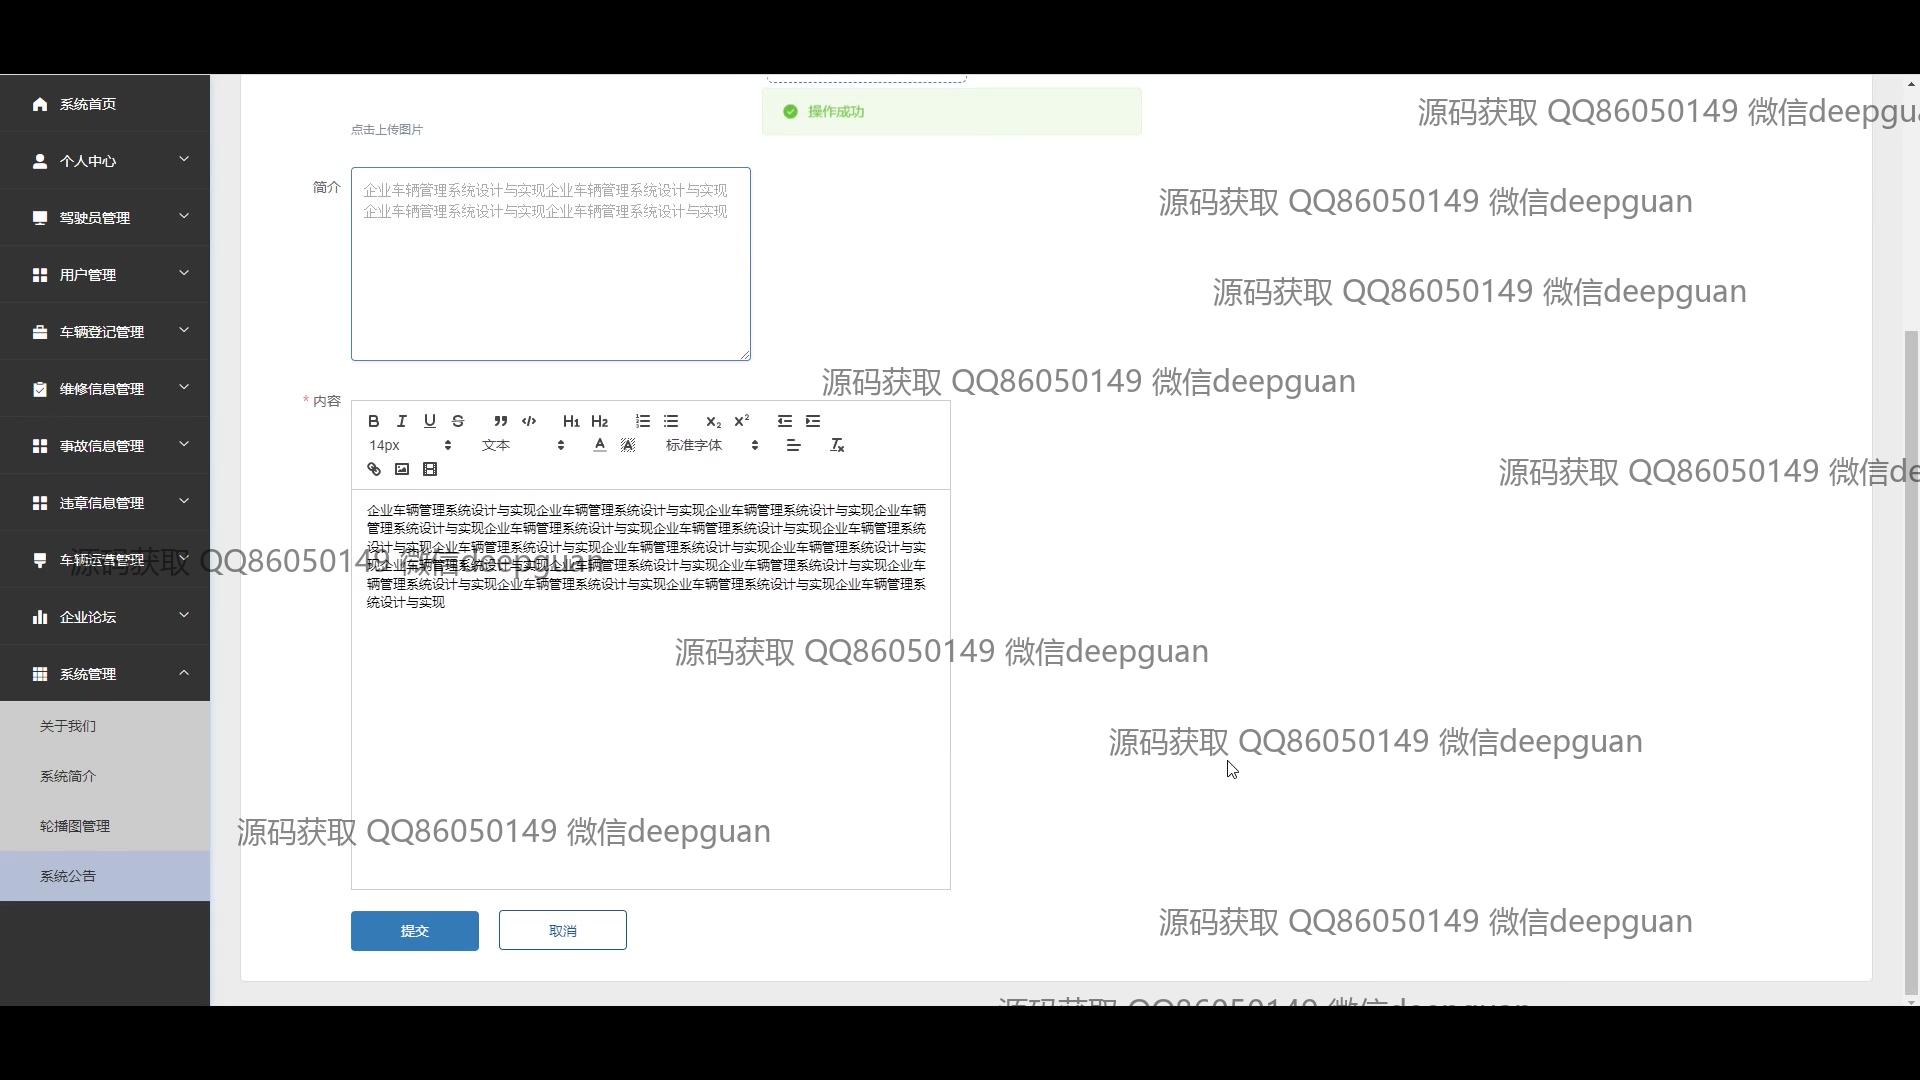 操作成功
点击上传图片
简介
企业车辆管理系统设计与实现企业车辆管理系统设计与实现
企业车辆管理系统设计与实现企业车辆管理系统设计与实现
* 内容
B I U S H1 H2 X₂ X²
14px 文本 A A 标准字体 Tx
企业车辆管理系统设计与实现企业车辆管理系统设计与实现企业车辆管理系统设计与实现企业车辆
管理系统设计与实现企业车辆管理系统设计与实现企业车辆管理系统设计与实现企业车辆管理系统
设计与实现企业车辆管理系统设计与实现企业车辆管理系统设计与实现企业车辆管理系统设计与实
现企业车辆管理系统设计与实现企业车辆管理系统设计与实现企业车辆管理系统设计与实现企业车
辆管理系统设计与实现企业车辆管理系统设计与实现企业车辆管理系统设计与实现企业车辆管理系
统设计与实现
提交
取消
系统首页
个人中心
驾驶员管理
用户管理
车辆登记管理
维修信息管理
事故信息管理
违章信息管理
车辆运营管理
企业论坛
系统管理
关于我们
系统简介
轮播图管理
系统公告
源码获取 QQ86050149 微信deepgua
源码获取 QQ86050149 微信deepguan
源码获取 QQ86050149 微信deepguan
源码获取 QQ86050149 微信deepguan
源码获取 QQ86050149 微信de
源码获取 QQ86050149 微信deepguan
源码获取 QQ86050149 微信deepguan
源码获取 QQ86050149 微信deepguan
源码获取 QQ86050149 微信deepguan
源码获取 QQ86050149 微信deepguan
源码获取 QQ86050149 微信deepguan